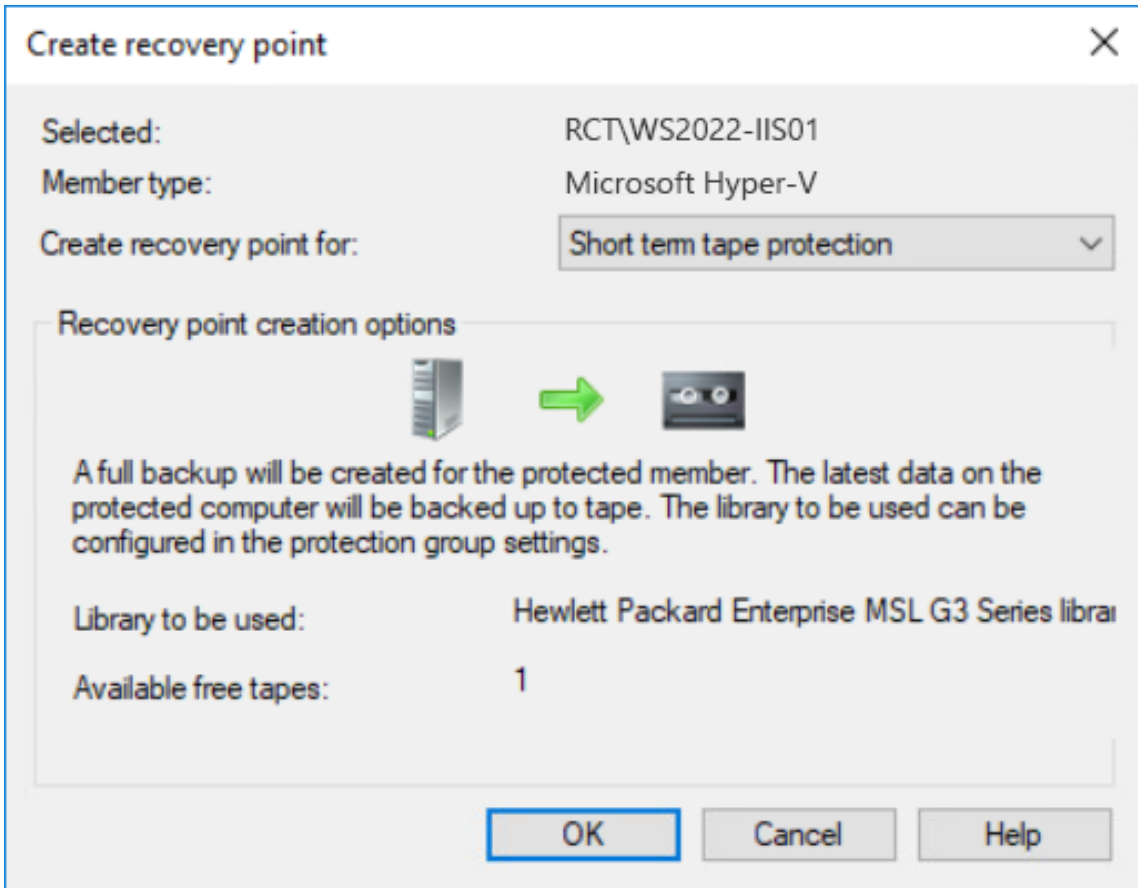 Create recovery point
Selected: RCT\WS2022-IIS01
Member type: Microsoft Hyper-V
Create recovery point for: Short term tape protection
Recovery point creation options
A full backup will be created for the protected member. The latest data on the
protected computer will be backed up to tape. The library to be used can be
configured in the protection group settings.
Library to be used: Hewlett Packard Enterprise MSL G3 Series librar
Available free tapes: 1
OK Cancel Help